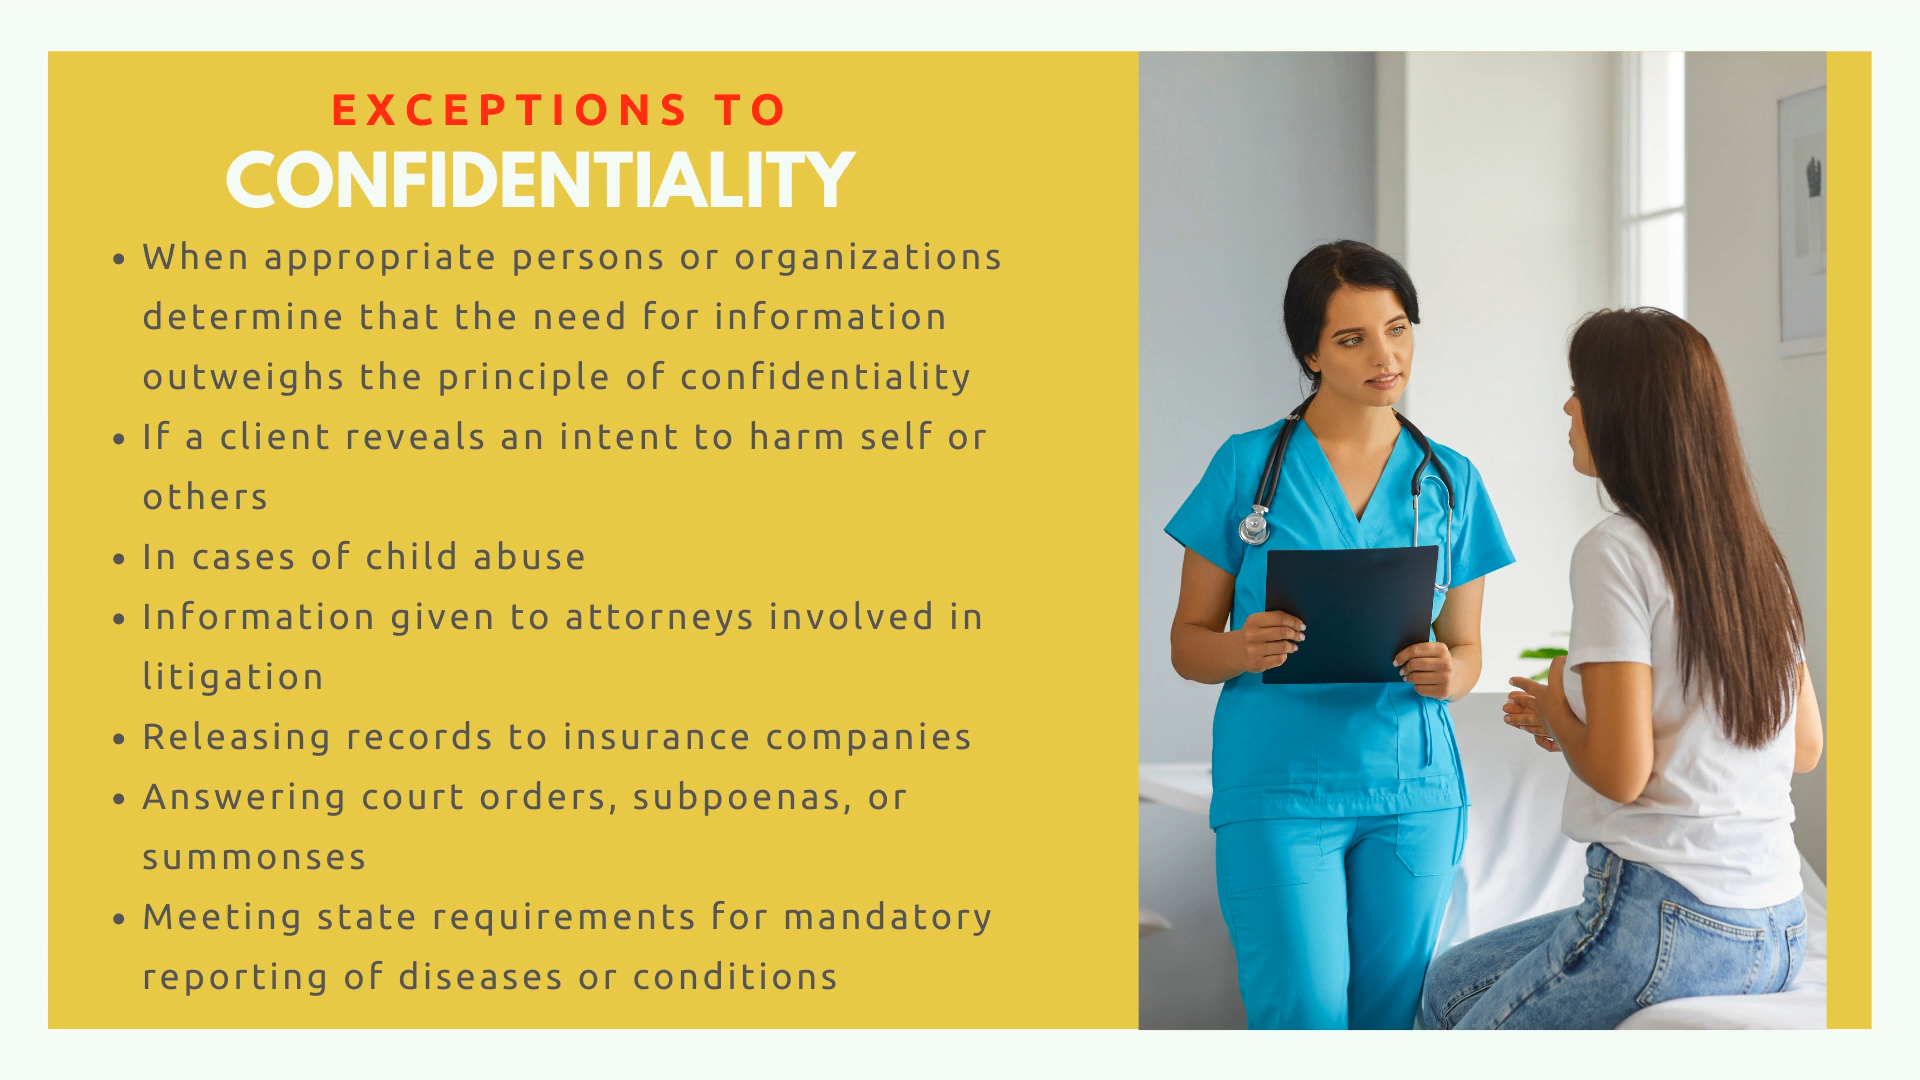 EXCEPTIONS TO
CONFIDENTIALITY
• When appropriate persons or organizations
determine that the need for information
outweighs the principle of confidentiality
• If a client reveals an intent to harm self or
others
• In cases of child abuse
• Information given to attorneys involved in
litigation
• Releasing records to insurance companies
• Answering court orders, subpoenas, or
summonses
• Meeting state requirements for mandatory
reporting of diseases or conditions